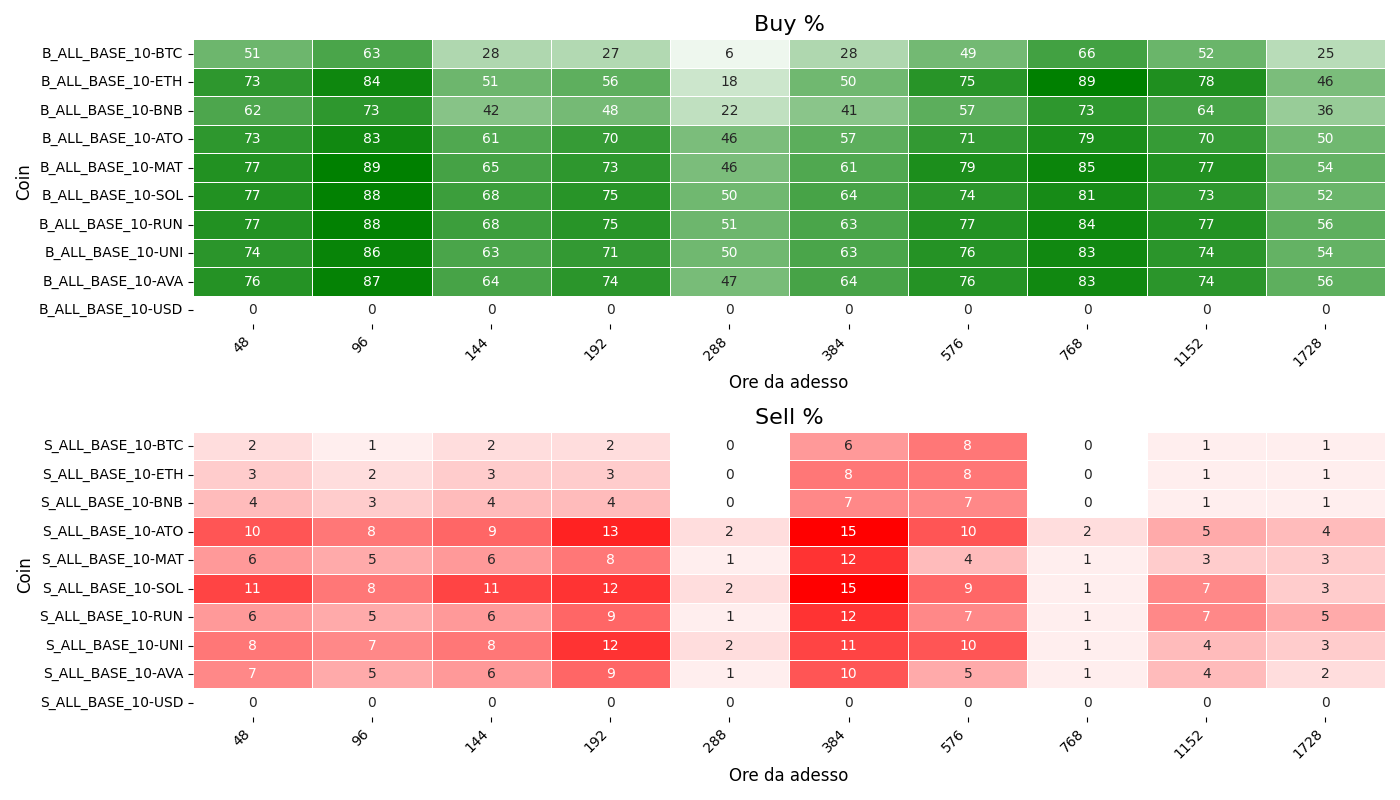 Buy %
Coin
B_ALL_BASE_10-BTC 51 63 28 27 6 28 49 66 52 25
B_ALL_BASE_10-ETH 73 84 51 56 18 50 75 89 78 46
B_ALL_BASE_10-BNB 62 73 42 48 22 41 57 73 64 36
B_ALL_BASE_10-ATO 73 83 61 70 46 57 71 79 70 50
B_ALL_BASE_10-MAT 77 89 65 73 46 61 79 85 77 54
B_ALL_BASE_10-SOL 77 88 68 75 50 64 74 81 73 52
B_ALL_BASE_10-RUN 77 88 68 75 51 63 77 84 77 56
B_ALL_BASE_10-UNI 74 86 63 71 50 63 76 83 74 54
B_ALL_BASE_10-AVA 76 87 64 74 47 64 76 83 74 56
B_ALL_BASE_10-USD 0 0 0 0 0 0 0 0 0 0
48 96 144 192 288 384 576 768 1152 1728
Ore da adesso
Sell %
Coin
S_ALL_BASE_10-BTC 2 1 2 2 0 6 8 0 1 1
S_ALL_BASE_10-ETH 3 2 3 3 0 8 8 0 1 1
S_ALL_BASE_10-BNB 4 3 4 4 0 7 7 0 1 1
S_ALL_BASE_10-ATO 10 8 9 13 2 15 10 2 5 4
S_ALL_BASE_10-MAT 6 5 6 8 1 12 4 1 3 3
S_ALL_BASE_10-SOL 11 8 11 12 2 15 9 1 7 3
S_ALL_BASE_10-RUN 6 5 6 9 1 12 7 1 7 5
S_ALL_BASE_10-UNI 8 7 8 12 2 11 10 1 4 3
S_ALL_BASE_10-AVA 7 5 6 9 1 10 5 1 4 2
S_ALL_BASE_10-USD 0 0 0 0 0 0 0 0 0 0
48 96 144 192 288 384 576 768 1152 1728
Ore da adesso